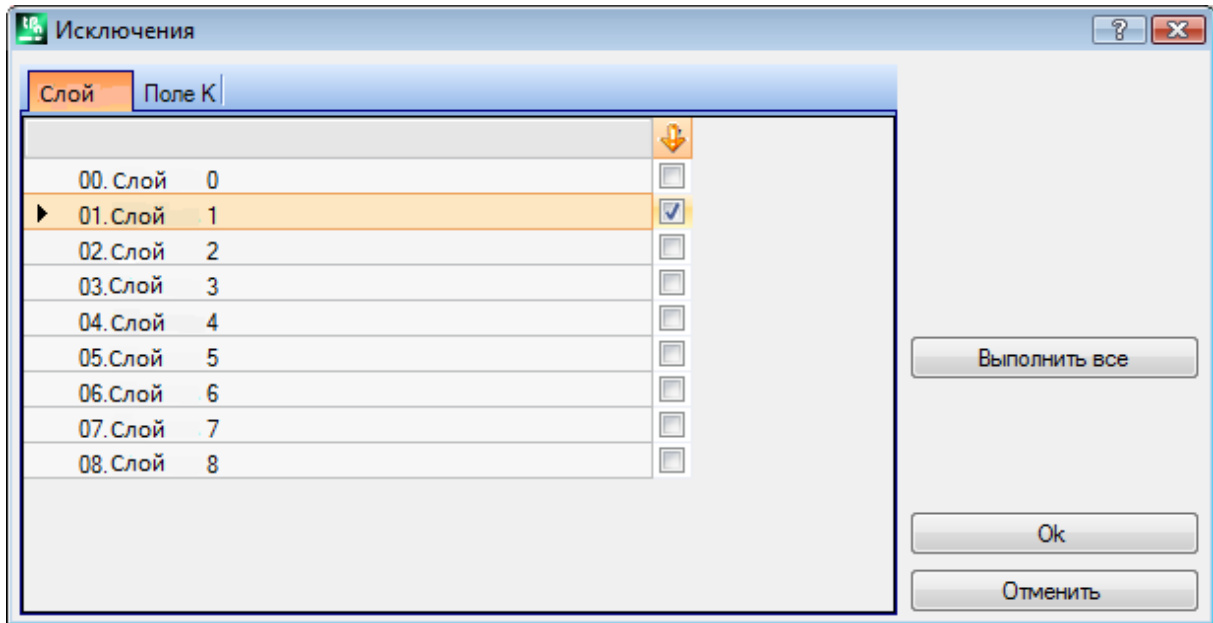 Исключения
Слой Поле K
00. Слой 0
01. Слой 1
02. Слой 2
03. Слой 3
04. Слой 4
05. Слой 5
06. Слой 6
07. Слой 7
08. Слой 8
Выполнить все
Ok
Отменить